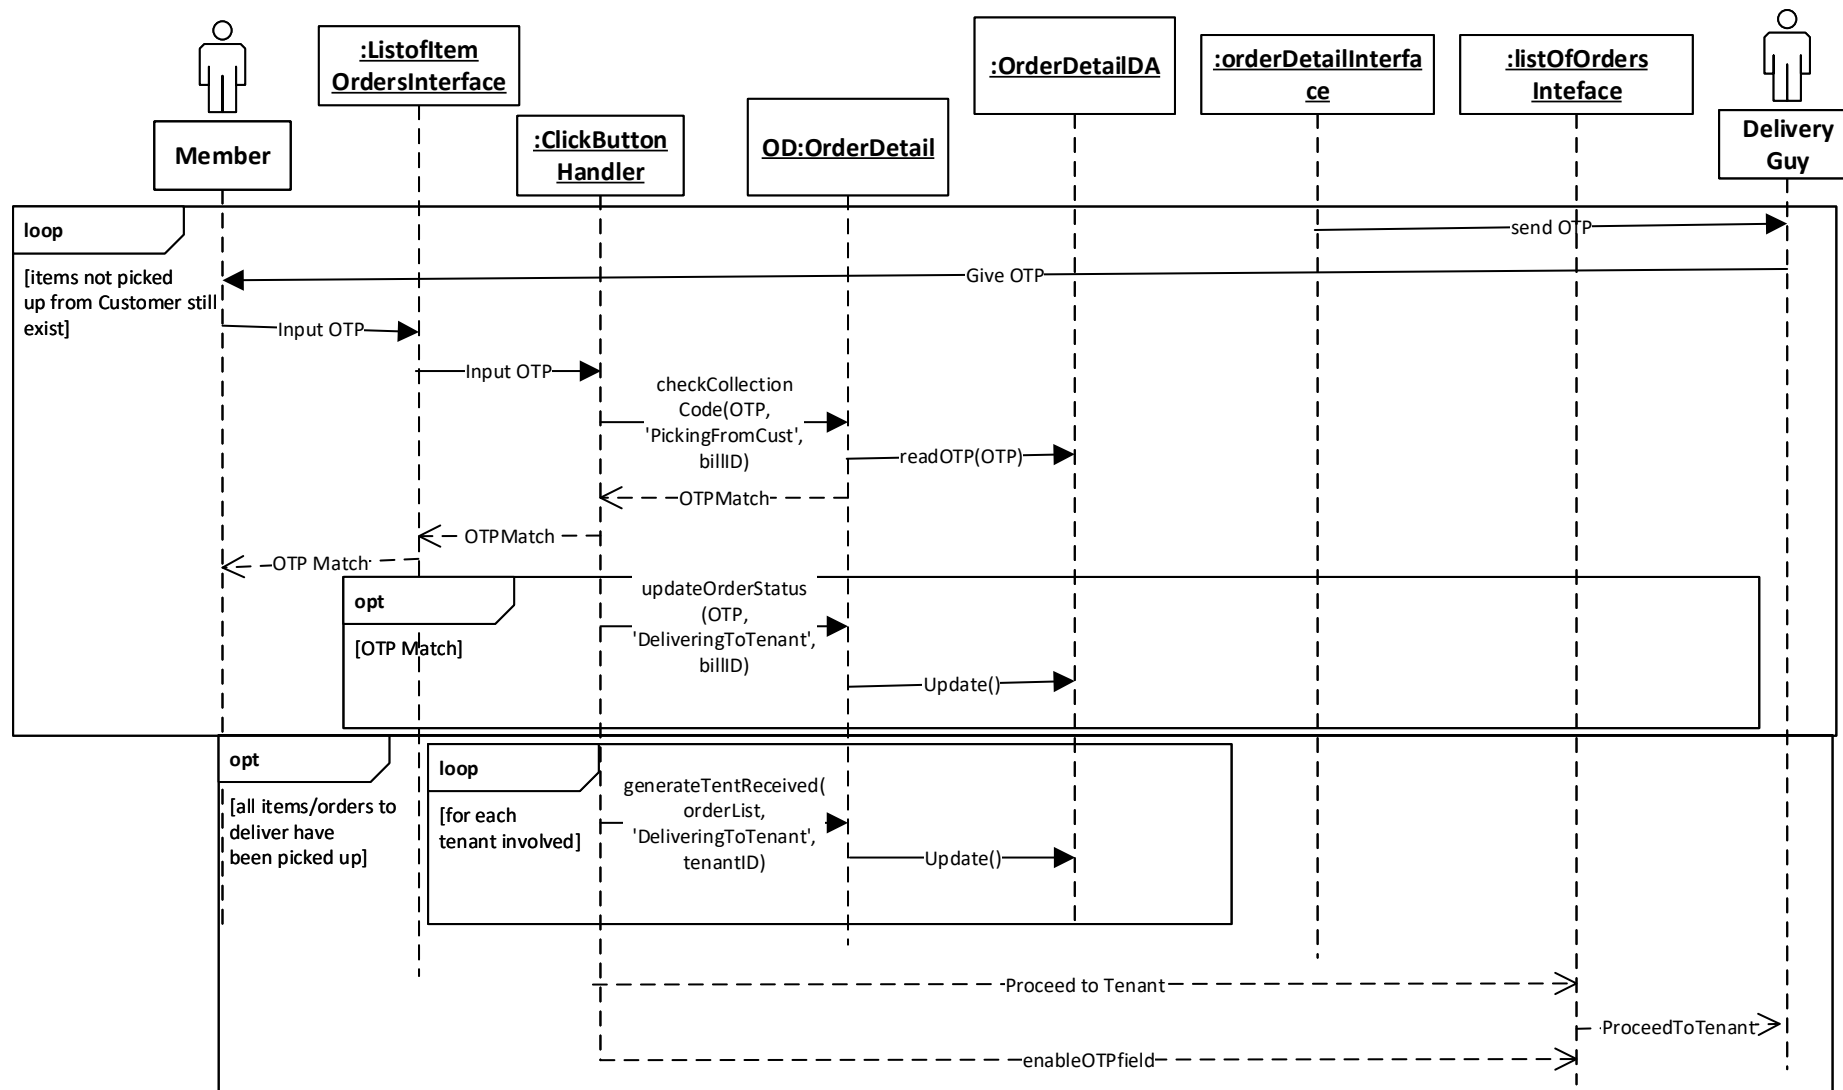 :ListofItem
OrdersInterface
:OrderDetailDA
:orderDetailInterfa
ce
:listOfOrders
Inteface
Member
:ClickButton
Handler
OD:OrderDetail
Delivery
Guy
loop
[items not picked
up from Customer still
exist]
send OTP
Give OTP
Input OTP
Input OTP
checkCollection
Code(OTP,
'PickingFromCust',
billID)
readOTP(OTP)
OTPMatch
OTPMatch
OTP Match
opt
[OTP Match]
updateOrderStatus
(OTP,
'DeliveringToTenant',
billID)
Update()
opt
[all items/orders to
deliver have
been picked up]
loop
[for each
tenant involved]
generateTentReceived(
orderList,
'DeliveringToTenant',
tenantID)
Update()
Proceed to Tenant
ProceedToTenant
enableOTPfield